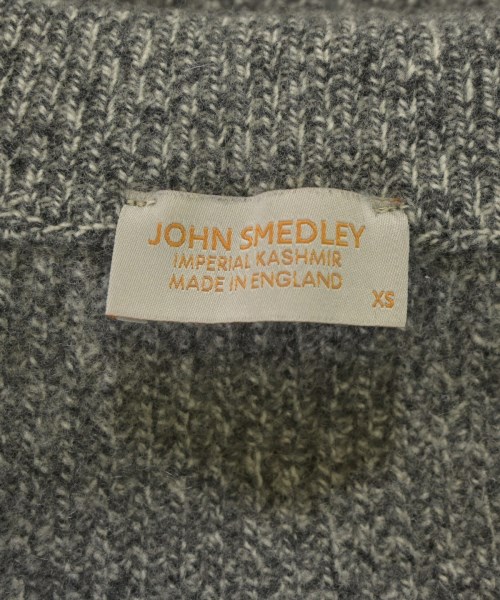 JOHN SMEDLEY
IMPERIAL KASHMIR
MADE IN ENGLAND
XS